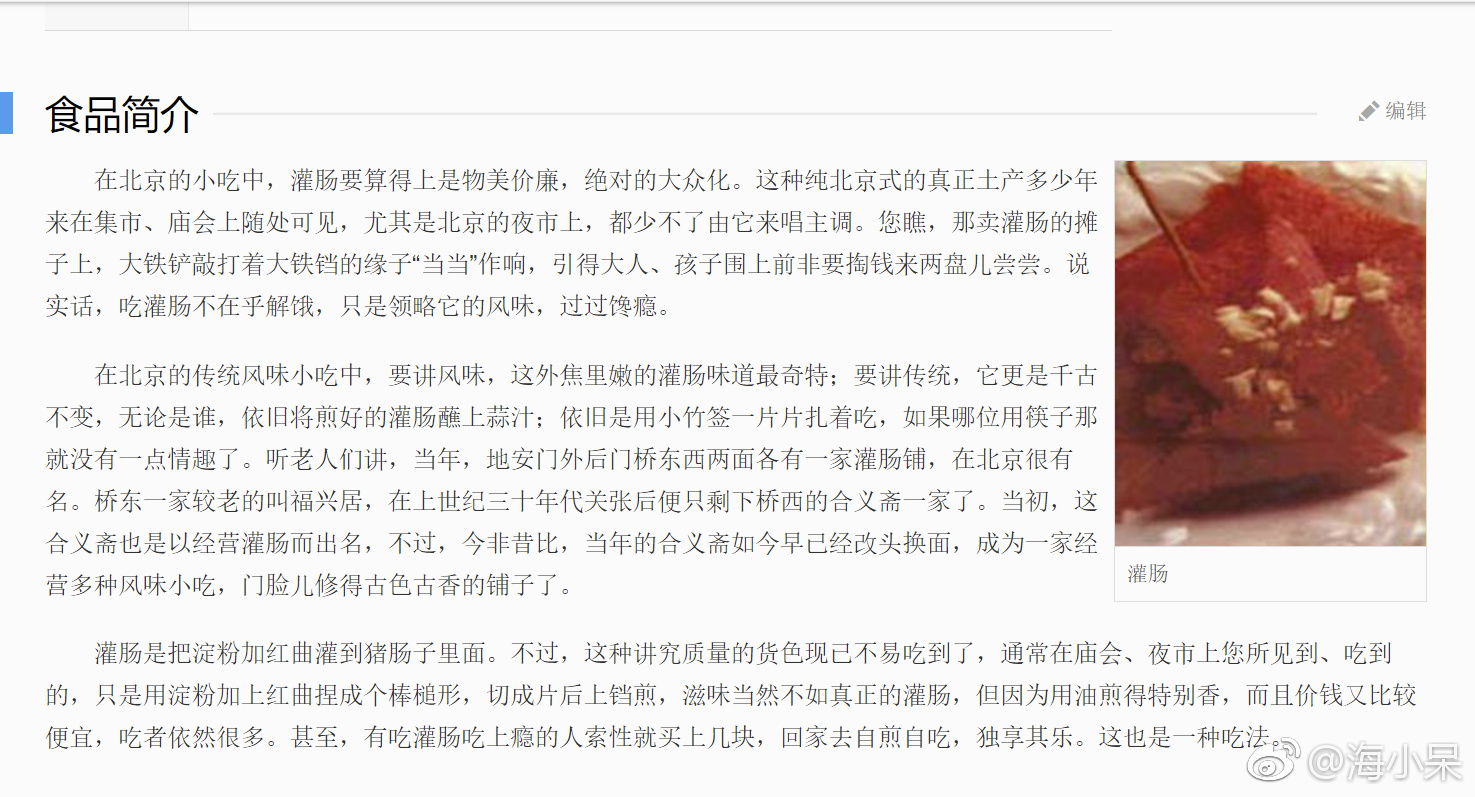 食品简介
编辑
在北京的小吃中，灌肠要算得上是物美价廉，绝对的大众化。这种纯北京式的真正土产多少年
来在集市、庙会上随处可见，尤其是北京的夜市上，都少不了由它来唱主调。您瞧，那卖灌肠的摊
子上，大铁铲敲打着大铁铛的缘子“当当”作响，引得大人、孩子围上前非要掏钱来两盘儿尝尝。说
实话，吃灌肠不在乎解饿，只是领略它的风味，过过馋瘾。
在北京的传统风味小吃中，要讲风味，这外焦里嫩的灌肠味道最奇特；要讲传统，它更是千古
不变，无论是谁，依旧将煎好的灌肠蘸上蒜汁；依旧是用小竹签一片片扎着吃，如果哪位用筷子那
就没有一点情趣了。听老人们讲，当年，地安门外后门桥东西两面各有一家灌肠铺，在北京很有
名。桥东一家较老的叫福兴居，在上世纪三十年代关张后便只剩下桥西的合义斋一家了。当初，这
合义斋也是以经营灌肠而出名，不过，今非昔比，当年的合义斋如今早已经改头换面，成为一家经
营多种风味小吃，门脸儿修得古色古香的铺子了。
灌肠
灌肠是把淀粉加红曲灌到猪肠子里面。不过，这种讲究质量的货色现已不易吃到了，通常在庙会、夜市上您所见到、吃到
的，只是用淀粉加上红曲捏成个棒槌形，切成片后上铛煎，滋味当然不如真正的灌肠，但因为用油煎得特别香，而且价钱又比较
便宜，吃者依然很多。甚至，有吃灌肠吃上瘾的人索性就买上几块，回家去自煎自吃，独享其乐。这也是一种吃法。
@海小呆